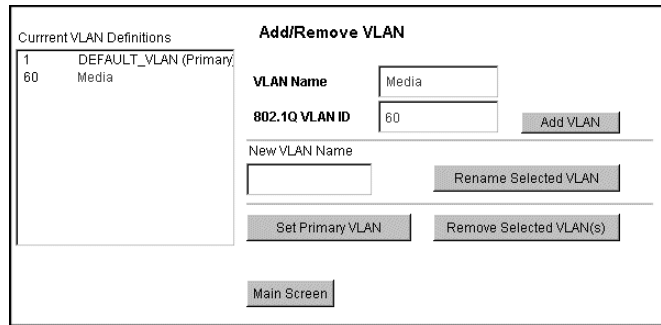 Currrent VLAN Definitions
1 DEFAULT_VLAN (Primary)
60 Media
Add/Remove VLAN
VLAN Name Media
802.1Q VLAN ID 60
Add VLAN
New VLAN Name
Rename Selected VLAN
Set Primary VLAN
Remove Selected VLAN(s)
Main Screen